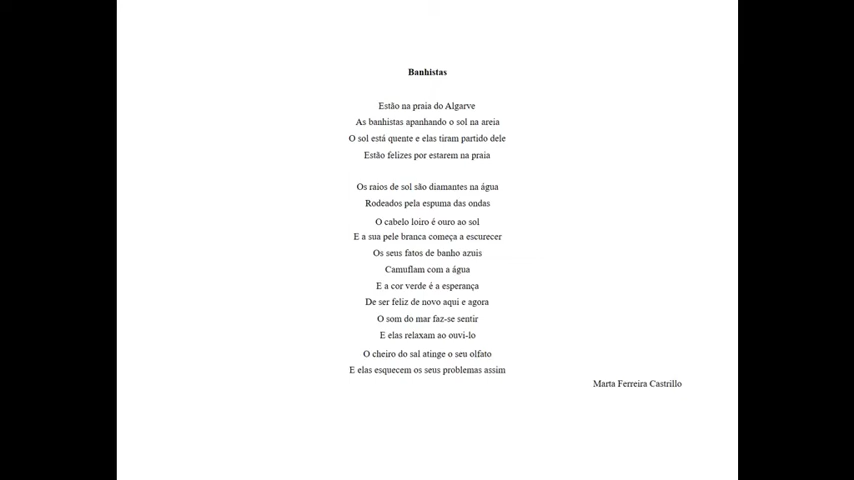 Banhistas
Estão na praia do Algarve
As banhistas apanhando o sol na areia
O sol está quente e elas tiram partido dele
Estão felizes por estarem na praia
Os raios de sol são diamantes na água
Rodeados pela espuma das ondas
O cabelo loiro é ouro ao sol
E a sua pele branca começa a escurecer
Os seus fatos de banho azuis
Camuflam com a água
E a cor verde é a esperança
De ser feliz de novo aqui e agora
O som do mar faz-se sentir
E elas relaxam ao ouvi-lo
O cheiro do sal atinge o seu olfato
E elas esquecem os seus problemas assim
Marta Ferreira Castrillo